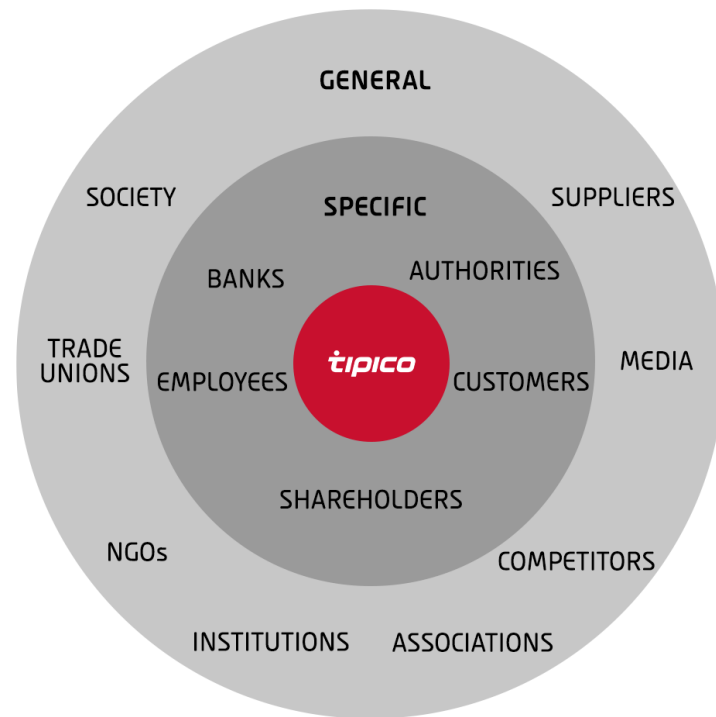 GENERAL
SOCIETY
SUPPLIERS
SPECIFIC
BANKS
AUTHORITIES
TRADE
UNIONS
tipico
MEDIA
EMPLOYEES
CUSTOMERS
SHAREHOLDERS
NGOs
COMPETITORS
INSTITUTIONS
ASSOCIATIONS